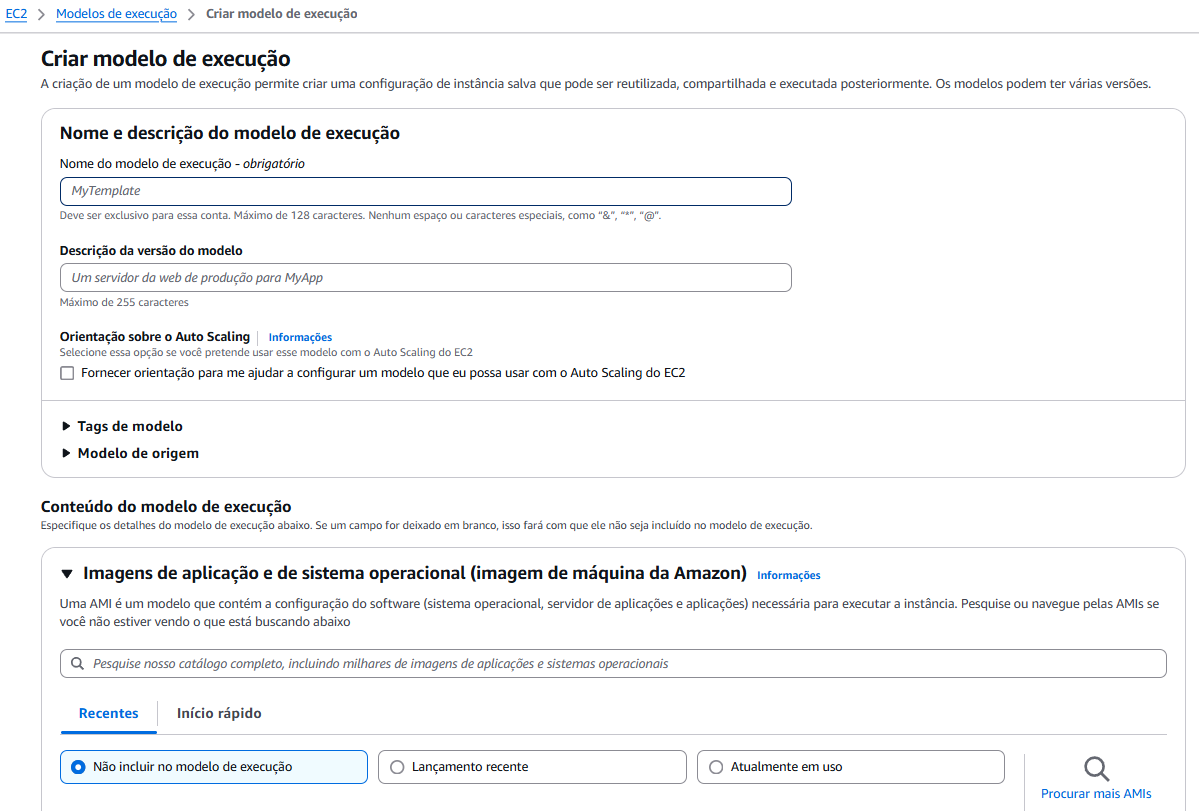 EC2 > Modelos de execução > Criar modelo de execução
Criar modelo de execução
A criação de um modelo de execução permite criar uma configuração de instância salva que pode ser reutilizada, compartilhada e executada posteriormente. Os modelos podem ter várias versões.
Nome e descrição do modelo de execução
Nome do modelo de execução - obrigatório
MyTemplate
Deve ser exclusivo para essa conta. Máximo de 128 caracteres. Nenhum espaço ou caracteres especiais, como “&”, “*”, “@”.
Descrição da versão do modelo
Um servidor da web de produção para MyApp
Máximo de 255 caracteres
Orientação sobre o Auto Scaling | Informações
Selecione essa opção se você pretende usar esse modelo com o Auto Scaling do EC2
Fornecer orientação para me ajudar a configurar um modelo que eu possa usar com o Auto Scaling do EC2
Tags de modelo
Modelo de origem
Conteúdo do modelo de execução
Especifique os detalhes do modelo de execução abaixo. Se um campo for deixado em branco, isso fará com que ele não seja incluído no modelo de execução.
Imagens de aplicação e de sistema operacional (imagem de máquina da Amazon) Informações
Uma AMI é um modelo que contém a configuração do software (sistema operacional, servidor de aplicações e aplicações) necessária para executar a instância. Pesquise ou navegue pelas AMIs se
você não estiver vendo o que está buscando abaixo
Pesquise nosso catálogo completo, incluindo milhares de imagens de aplicações e sistemas operacionais
Recentes | Início rápido
Não incluir no modelo de execução
Lançamento recente
Atualmente em uso
Procurar mais AMIs